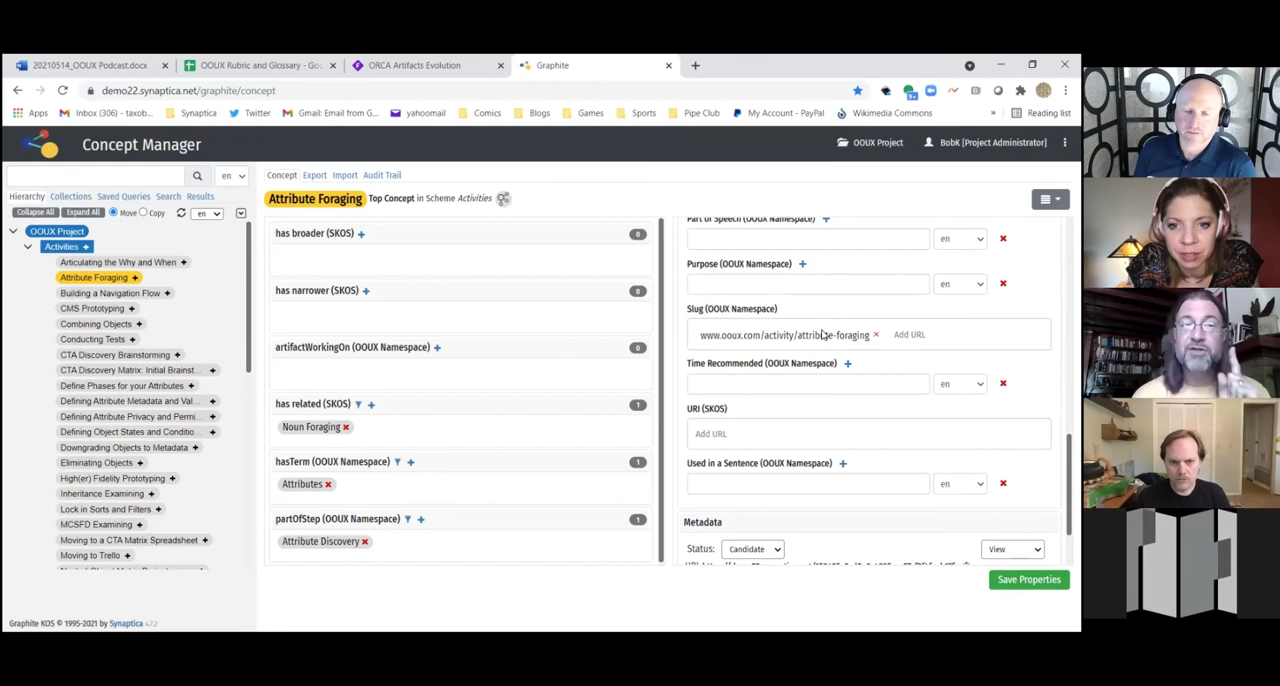 20210514_OOUX Podcast.docx
OOUX Rubric and Glossary - Go
ORCA Artifacts Evolution
Graphite
demo22.synaptica.net/graphite/concept
Apps
Inbox (306) - taxob...
Synaptica
Twitter
Gmail: Email from G...
yahoomail
Comics
Blogs
Games
Sports
Pipe Club
My Account - PayPal
Wikimedia Commons
»
Reading list
Concept Manager
OOUX Project
BobK [Project Administrator]
en
Hierarchy Collections Saved Queries Search Results
Collapse All Expand All Move Copy en
OOUX Project
Activities +
Articulating the Why and When +
Attribute Foraging +
Building a Navigation Flow +
CMS Prototyping +
Combining Objects +
Conducting Tests +
CTA Discovery Brainstorming +
CTA Discovery Matrix: Initial Brainst... +
Define Phases for your Attributes +
Defining Attribute Metadata and Val... +
Defining Attribute Privacy and Permi... +
Defining Object States and Conditio... +
Downgrading Objects to Metadata +
Eliminating Objects +
High(er) Fidelity Prototyping +
Inheritance Examining +
Lock in Sorts and Filters +
MCSFD Examining +
Moving to a CTA Matrix Spreadsheet +
Moving to Trello +
Graphite KOS © 1995-2021 by Synaptica 4.7.2
Concept Export Import Audit Trail
Attribute Foraging Top Concept in Scheme Activities
has broader (SKOS) + 0
has narrower (SKOS) + 0
artifactWorkingOn (OOUX Namespace) + 0
has related (SKOS) + 1
Noun Foraging ×
hasTerm (OOUX Namespace) + 1
Attributes ×
partOfStep (OOUX Namespace) + 1
Attribute Discovery ×
Part of Speech (OOUX Namespace) +
en
Purpose (OOUX Namespace) +
en
Slug (OOUX Namespace)
www.ooux.com/activity/attribute-foraging × Add URL
Time Recommended (OOUX Namespace) +
en
URI (SKOS)
Add URL
Used in a Sentence (OOUX Namespace) +
en
Metadata
Status: Candidate View
Save Properties